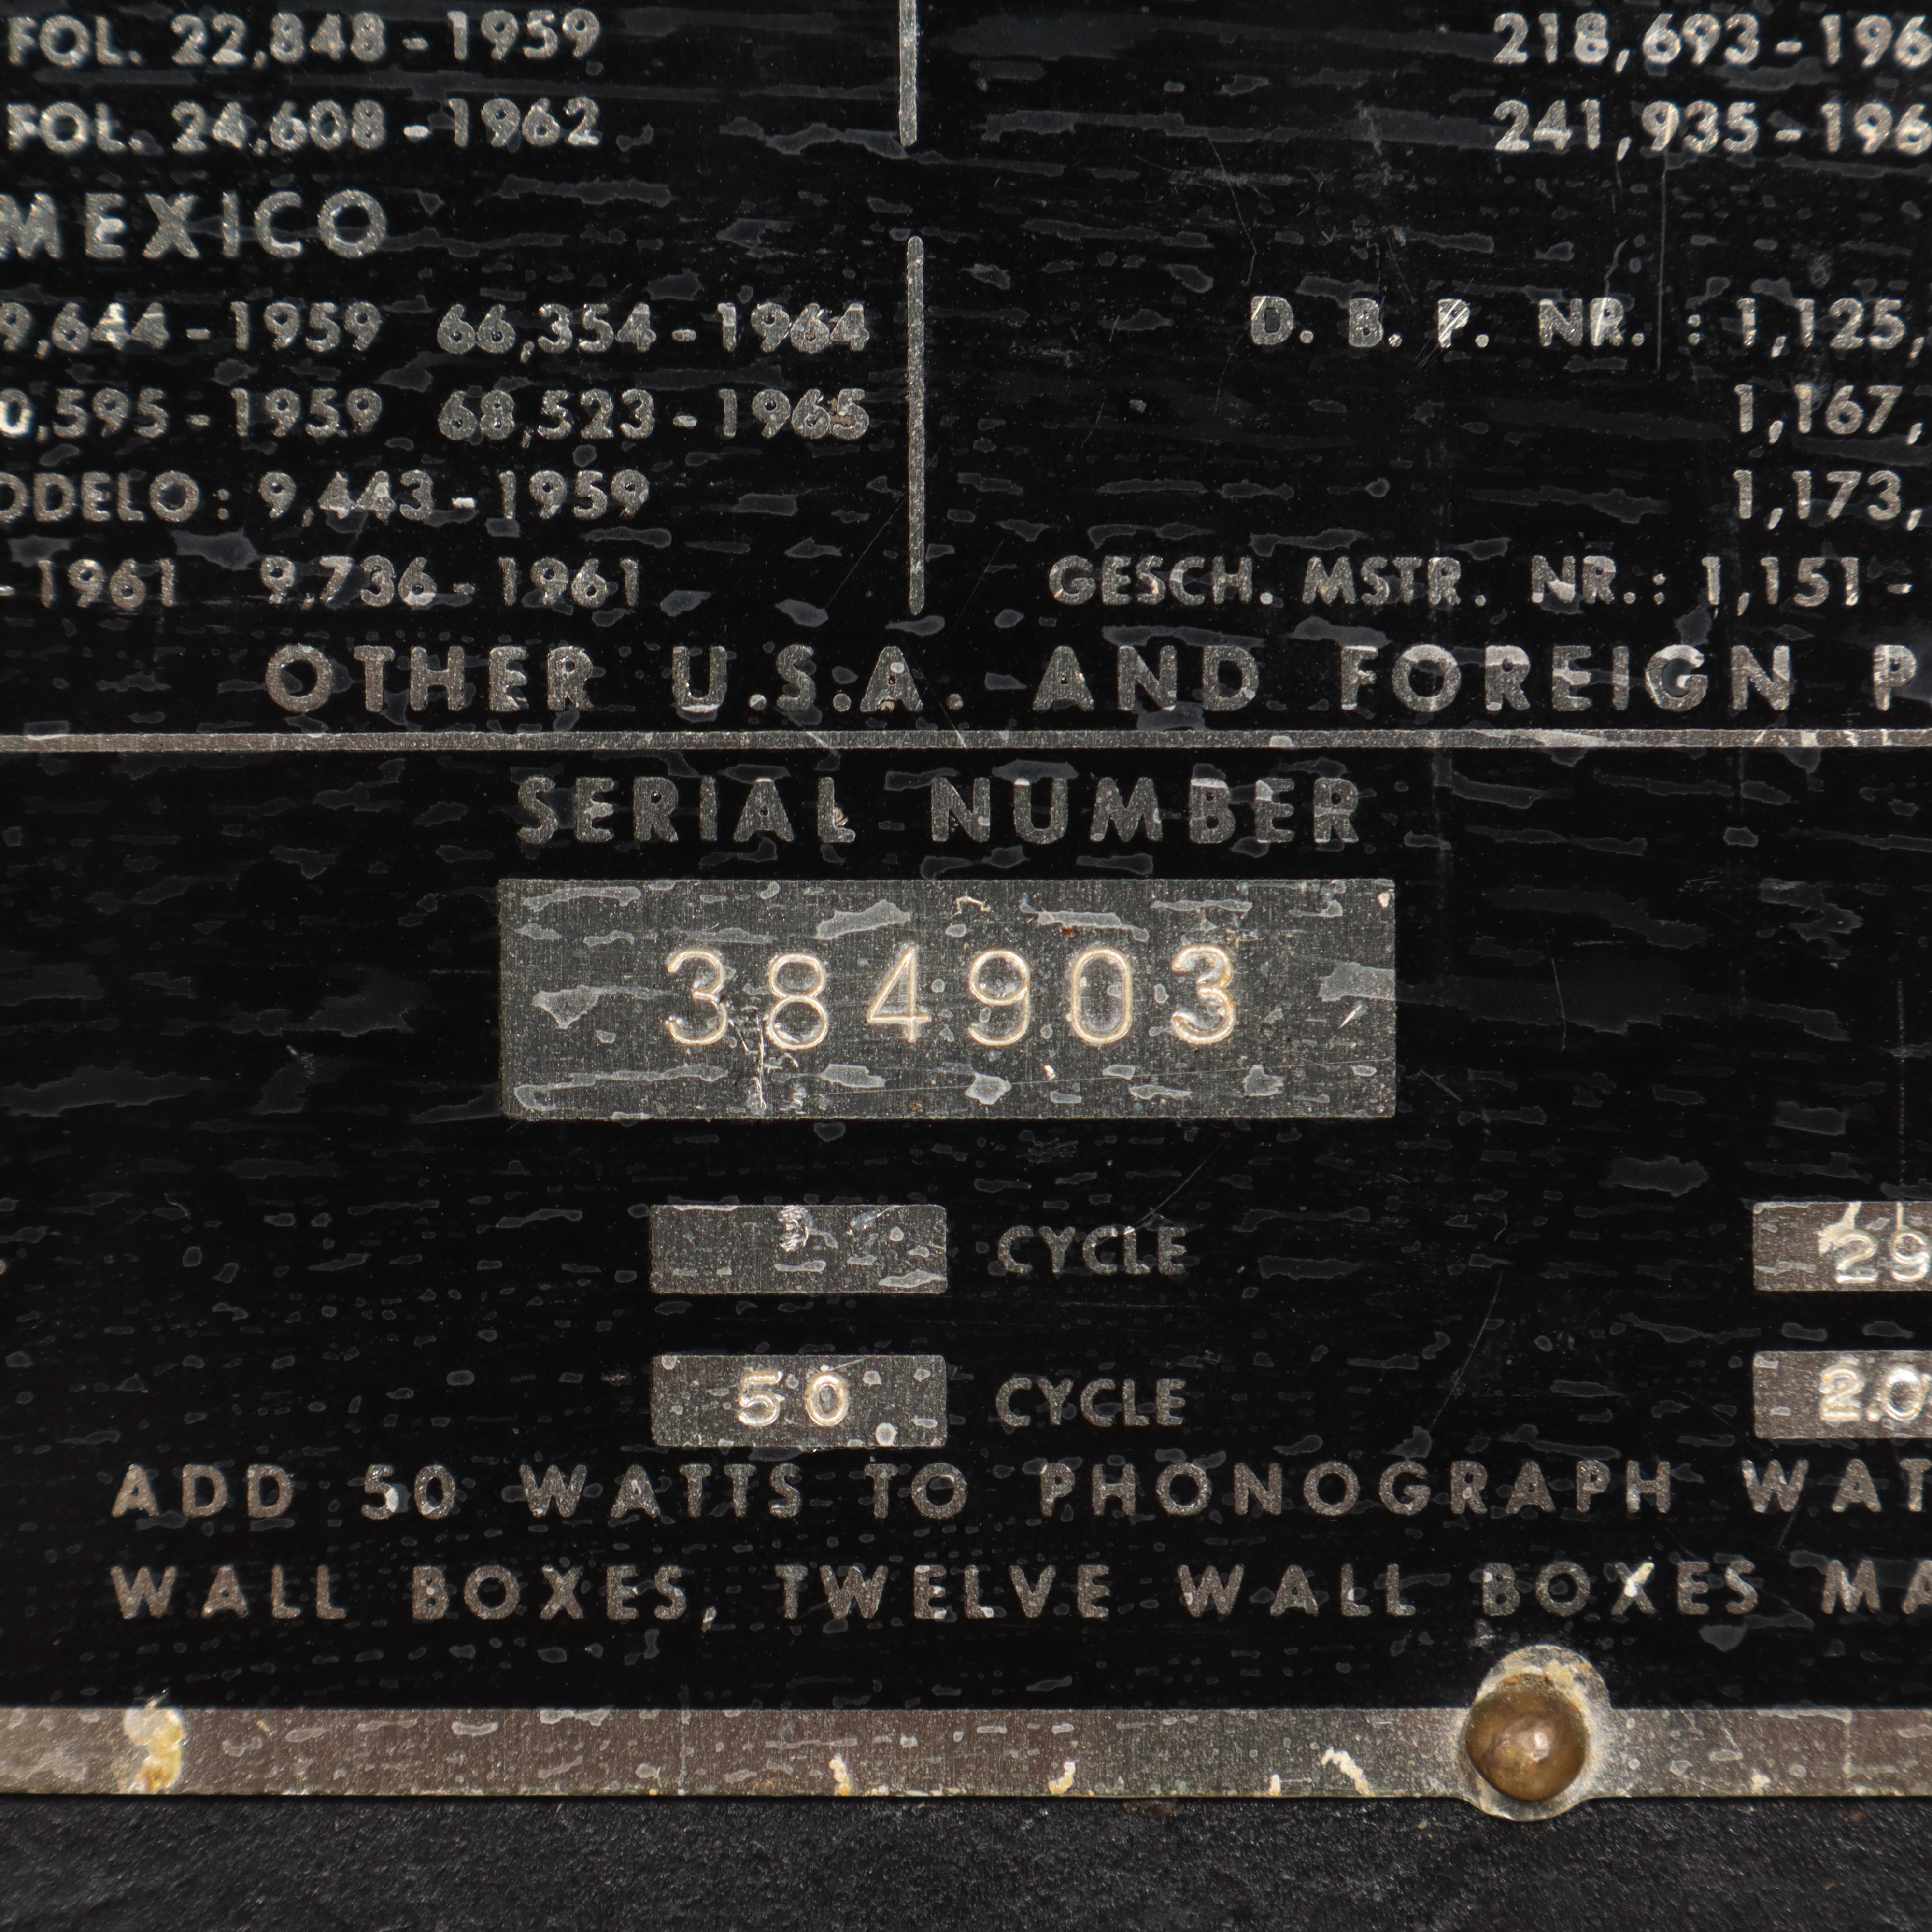 FOL. 22,848 - 1959
FOL. 24,608 - 1962
MEXICO
9,644 - 1959 66,354 - 1964
0,595 - 1959 68,523 - 1965
ODELO: 9,443 - 1959
- 1961 9,736 - 1961
218,693 - 196
241,935 - 196
D. B. P. NR. : 1,125,
1,167,
1,173,
GESCH. MSTR. NR.: 1,151 -
OTHER U.S.A. AND FOREIGN P
SERIAL NUMBER
384903
CYCLE 29
50 CYCLE 2.0
ADD 50 WATTS TO PHONOGRAPH WAT
WALL BOXES, TWELVE WALL BOXES MA